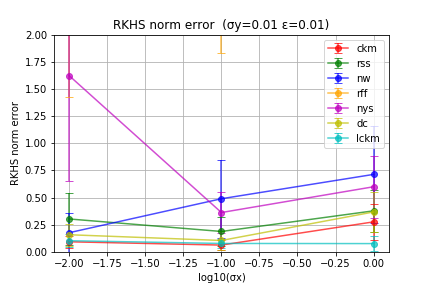 RKHS norm error (σy=0.01 ε=0.01)
2.00
1.75
1.50
1.25
1.00
0.75
0.50
0.25
0.00
RKHS norm error
ckm
rss
nw
rff
nys
dc
lckm
−2.00 −1.75 −1.50 −1.25 −1.00 −0.75 −0.50 −0.25 0.00
log10(σx)